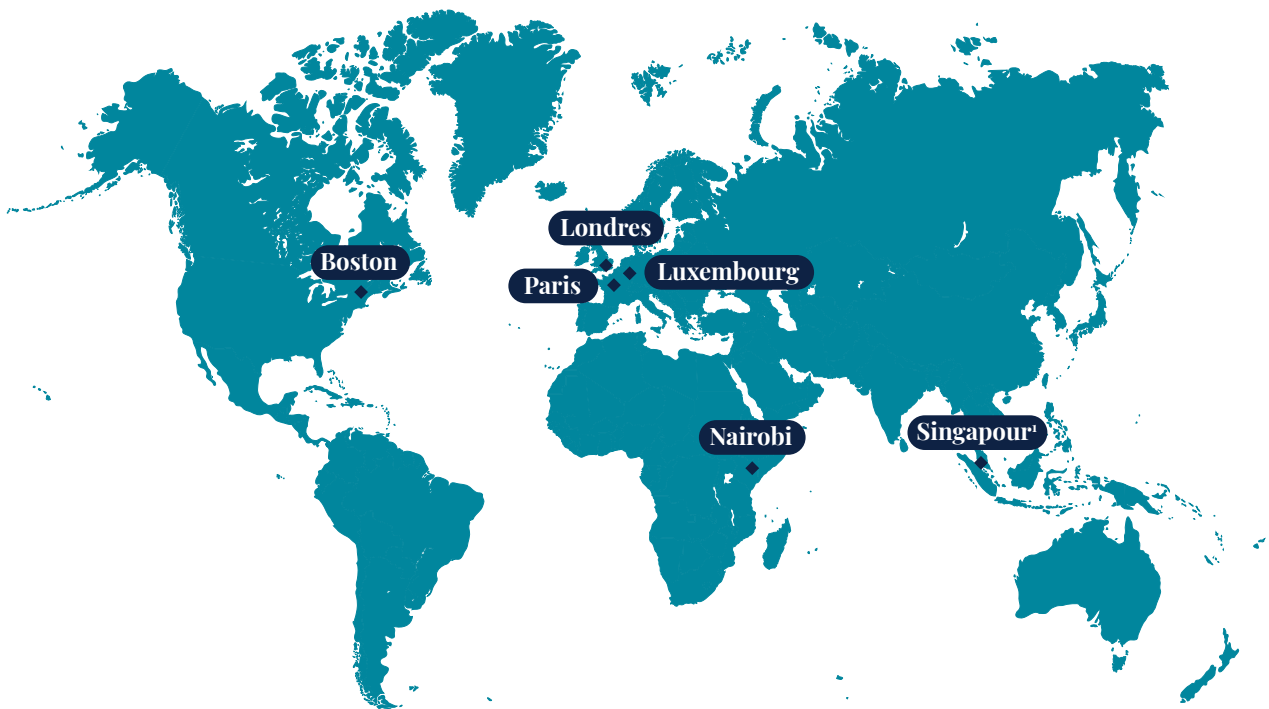 Londres
Boston
Paris
Luxembourg
Nairobi
Singapour¹